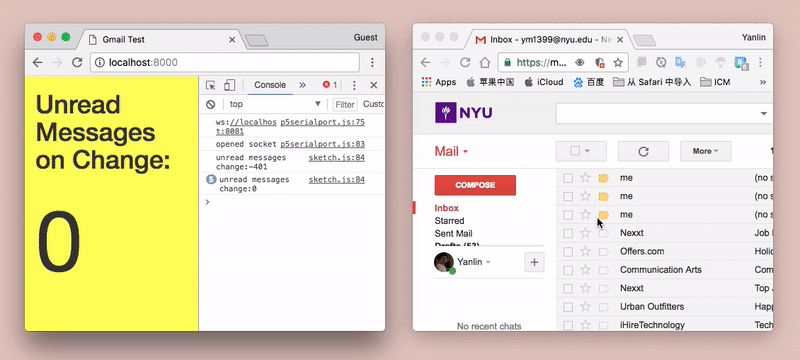 Gmail Test
Guest
localhost:8000
Unread
Messages
on Change:
0
Console
1
top
Filter
Custo
ws://localhos p5serialport.js:75
t:8081
opened socket p5serialport.js:83
unread messages sketch.js:84
change:-401
5 unread messages sketch.js:84
change:0
Inbox - ym1399@nyu.edu - Ne
Yanlin
https://m...
Apps 苹果中国 iCloud 百度 从 Safari 中导入 ICM
NYU
Mail
More
COMPOSE
Inbox
Starred
Sent Mail
Drafts (53)
Yanlin
No recent chats
me (no s
me (no s
me (no s
Nexxt Job
Offers.com Holic
Communication Arts Com
Nexxt Top
Urban Outfitters Happ
iHireTechnology Tech